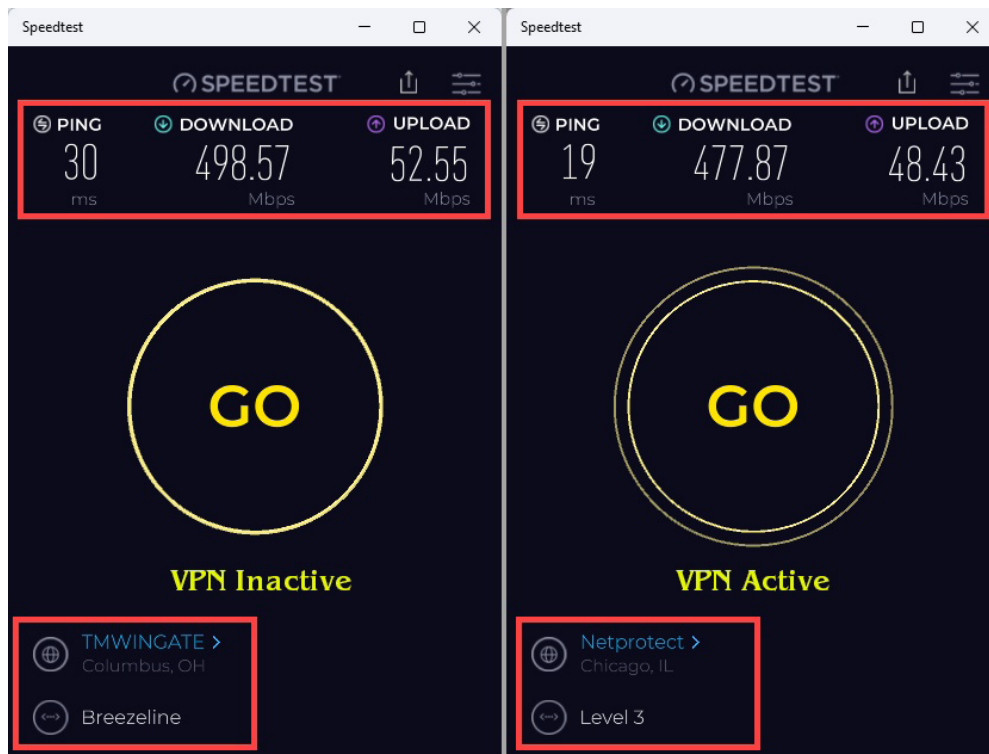 Speedtest
SPEEDTEST
PING DOWNLOAD UPLOAD
30 498.57 52.55
ms Mbps Mbps
GO
VPN Inactive
TMWINGATE >
Columbus, OH
Breezeline
Speedtest
SPEEDTEST
PING DOWNLOAD UPLOAD
19 477.87 48.43
ms Mbps Mbps
GO
VPN Active
Netprotect >
Chicago, IL
Level 3